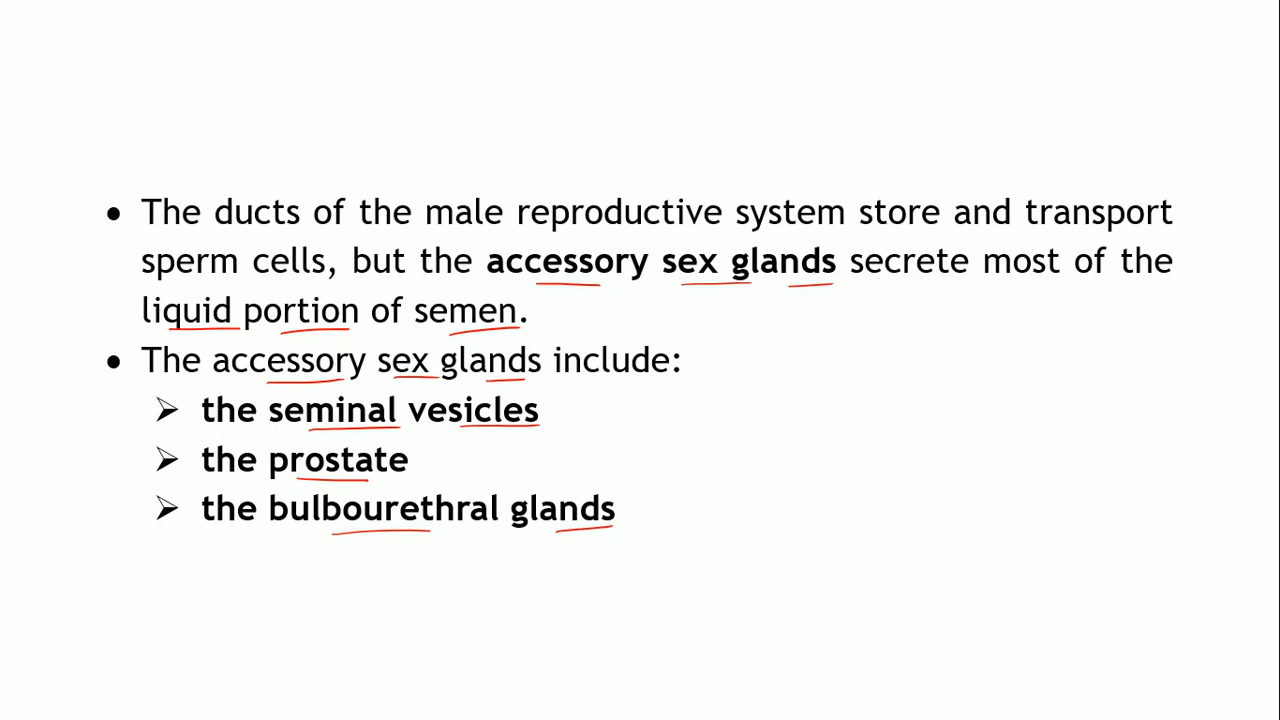 • The ducts of the male reproductive system store and transport
sperm cells, but the accessory sex glands secrete most of the
liquid portion of semen.
• The accessory sex glands include:
➢ the seminal vesicles
➢ the prostate
➢ the bulbourethral glands